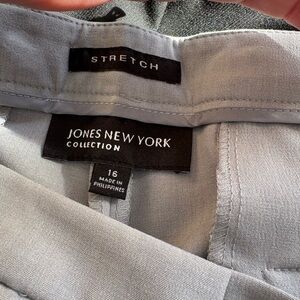 STRETCH
JONES NEW YORK
COLLECTION
16
MADE IN
PHILIPPINES